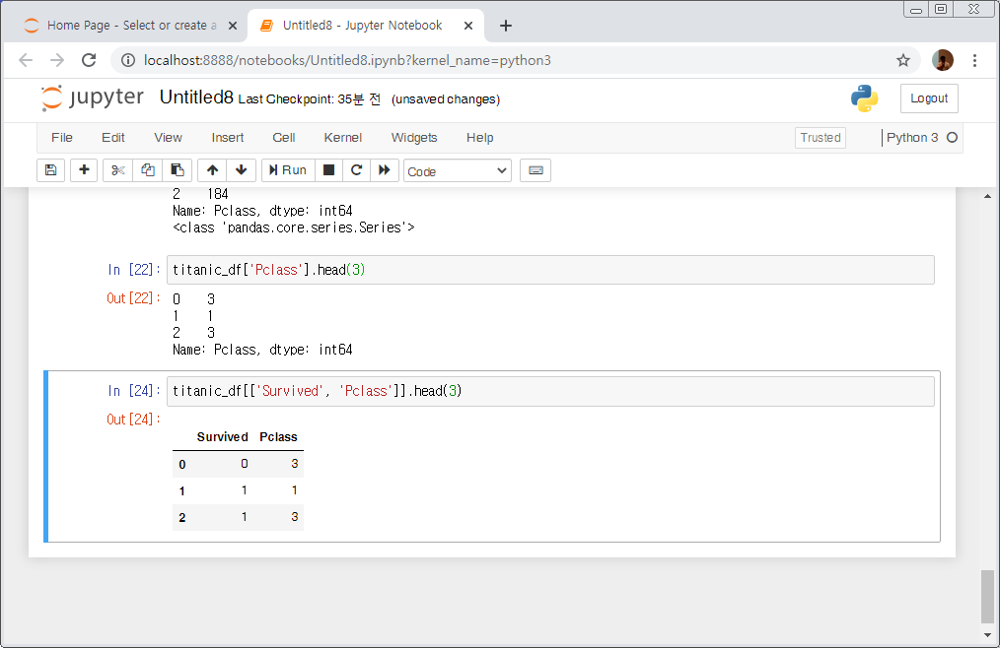 Home Page - Select or create a
Untitled8 - Jupyter Notebook
localhost:8888/notebooks/Untitled8.ipynb?kernel_name=python3
jupyter Untitled8 Last Checkpoint: 35분 전 (unsaved changes)
Logout
File Edit View Insert Cell Kernel Widgets Help
Trusted
Python 3
Run
Code
2 184
Name: Pclass, dtype: int64
<class 'pandas.core.series.Series'>
In [22]: titanic_df['Pclass'].head(3)
Out[22]: 0 3
1 1
2 3
Name: Pclass, dtype: int64
In [24]: titanic_df[['Survived', 'Pclass']].head(3)
Out[24]:
Survived Pclass
0 0 3
1 1 1
2 1 3